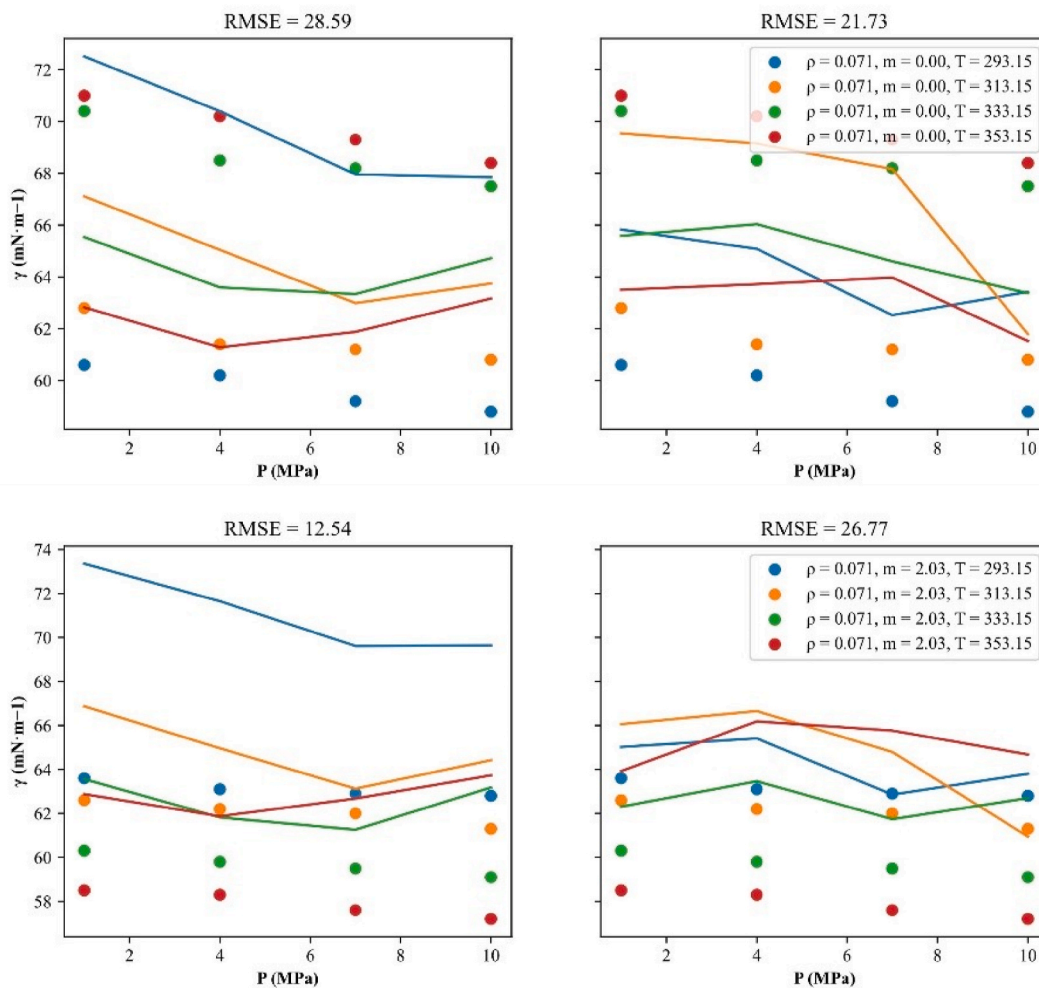 RMSE = 28.59
72
70
68
66
64
62
60
γ (mN·m−1)
2
4
6
8
10
P (MPa)
RMSE = 21.73
ρ = 0.071, m = 0.00, T = 293.15
ρ = 0.071, m = 0.00, T = 313.15
ρ = 0.071, m = 0.00, T = 333.15
ρ = 0.071, m = 0.00, T = 353.15
γ (mN·m−1)
2
4
6
8
10
P (MPa)
RMSE = 12.54
74
72
70
68
66
64
62
60
58
γ (mN·m−1)
2
4
6
8
10
P (MPa)
RMSE = 26.77
ρ = 0.071, m = 2.03, T = 293.15
ρ = 0.071, m = 2.03, T = 313.15
ρ = 0.071, m = 2.03, T = 333.15
ρ = 0.071, m = 2.03, T = 353.15
γ (mN·m−1)
2
4
6
8
10
P (MPa)